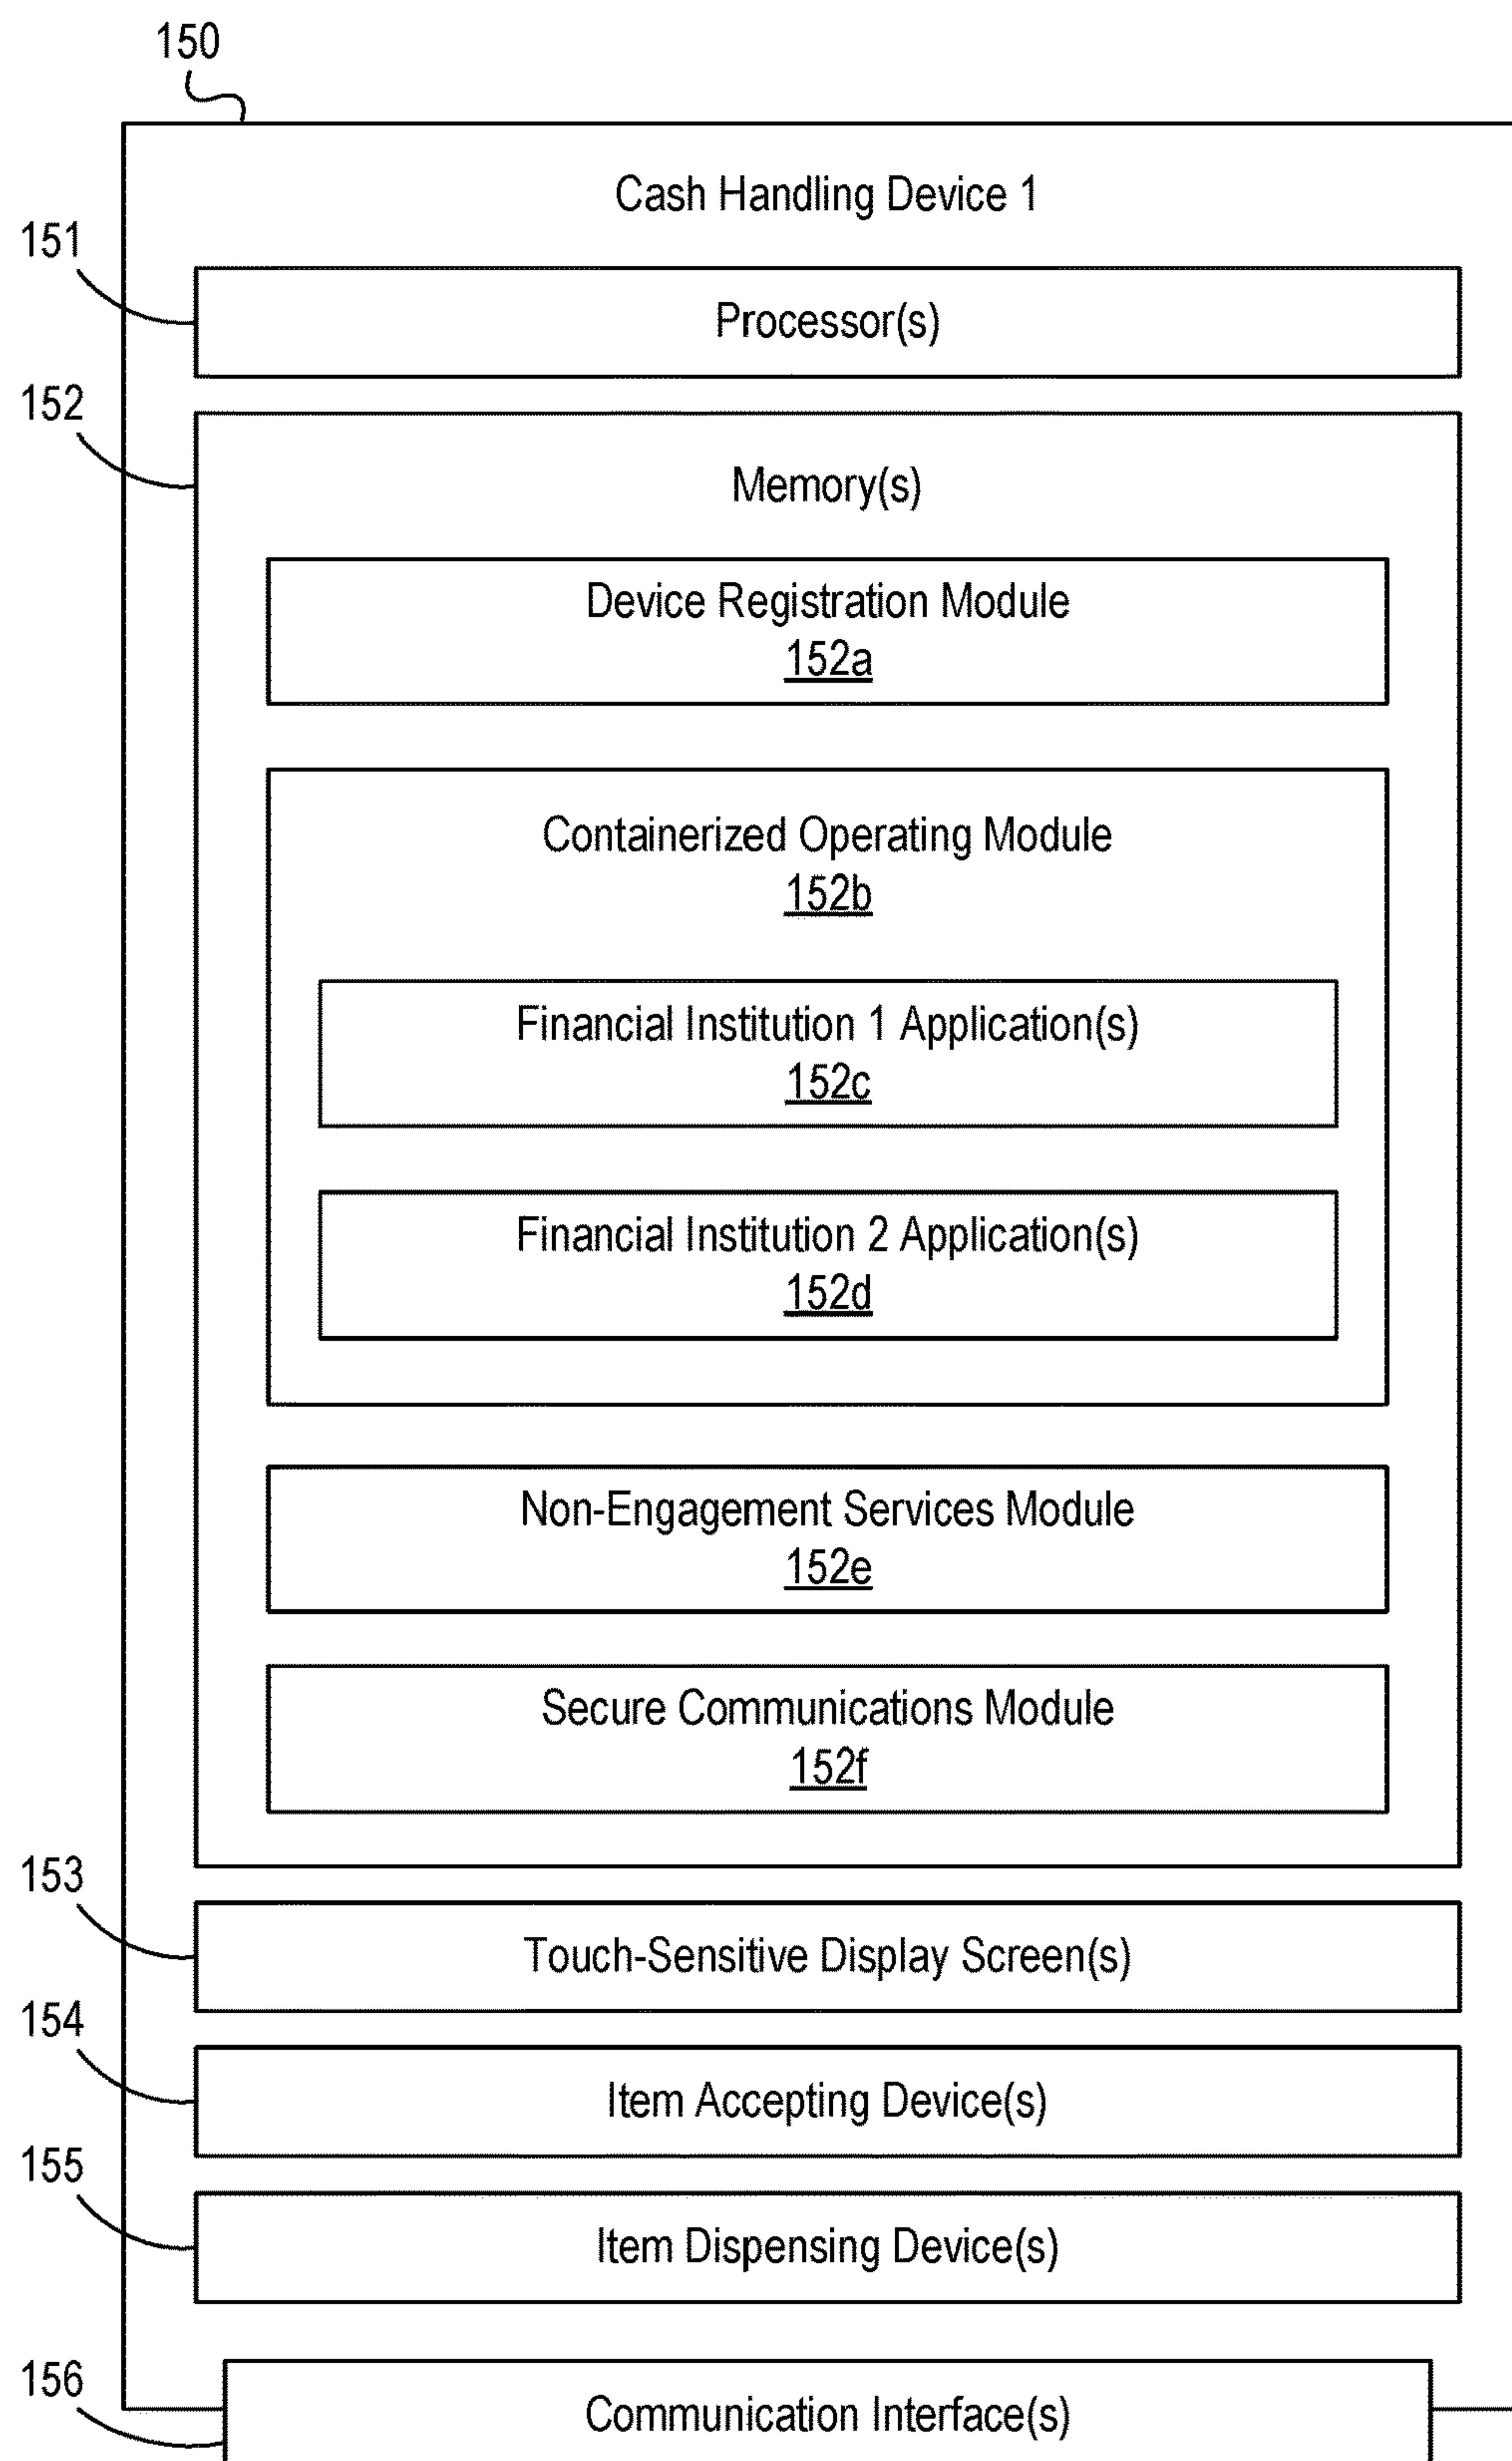 150
Cash Handling Device 1
151
Processor(s)
152
Memory(s)
Device Registration Module
152a
Containerized Operating Module
152b
Financial Institution 1 Application(s)
152c
Financial Institution 2 Application(s)
152d
Non-Engagement Services Module
152e
Secure Communications Module
152f
153
Touch-Sensitive Display Screen(s)
154
Item Accepting Device(s)
155
Item Dispensing Device(s)
156
Communication Interface(s)